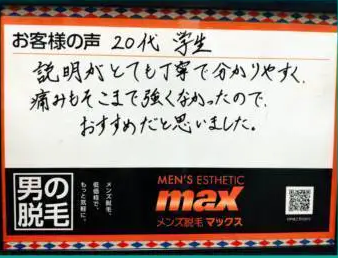 お客様の声 20代 学生
説明がとても丁寧で分かりやすく、
痛みもそこまで強くなかったので、
おすすめだと思いました。
男の
脱毛
メンズ脱毛、
低価格で、
もっと気軽に。
MEN'S ESTHETIC
max
メンズ脱毛 マックス